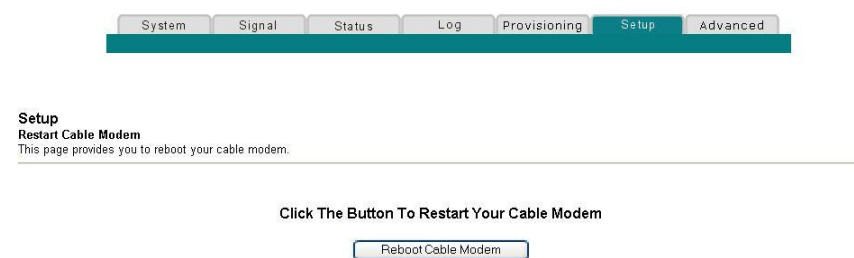 System Signal Status Log Provisioning Setup Advanced
Setup
Restart Cable Modem
This page provides you to reboot your cable modem.
Click The Button To Restart Your Cable Modem
Reboot Cable Modem